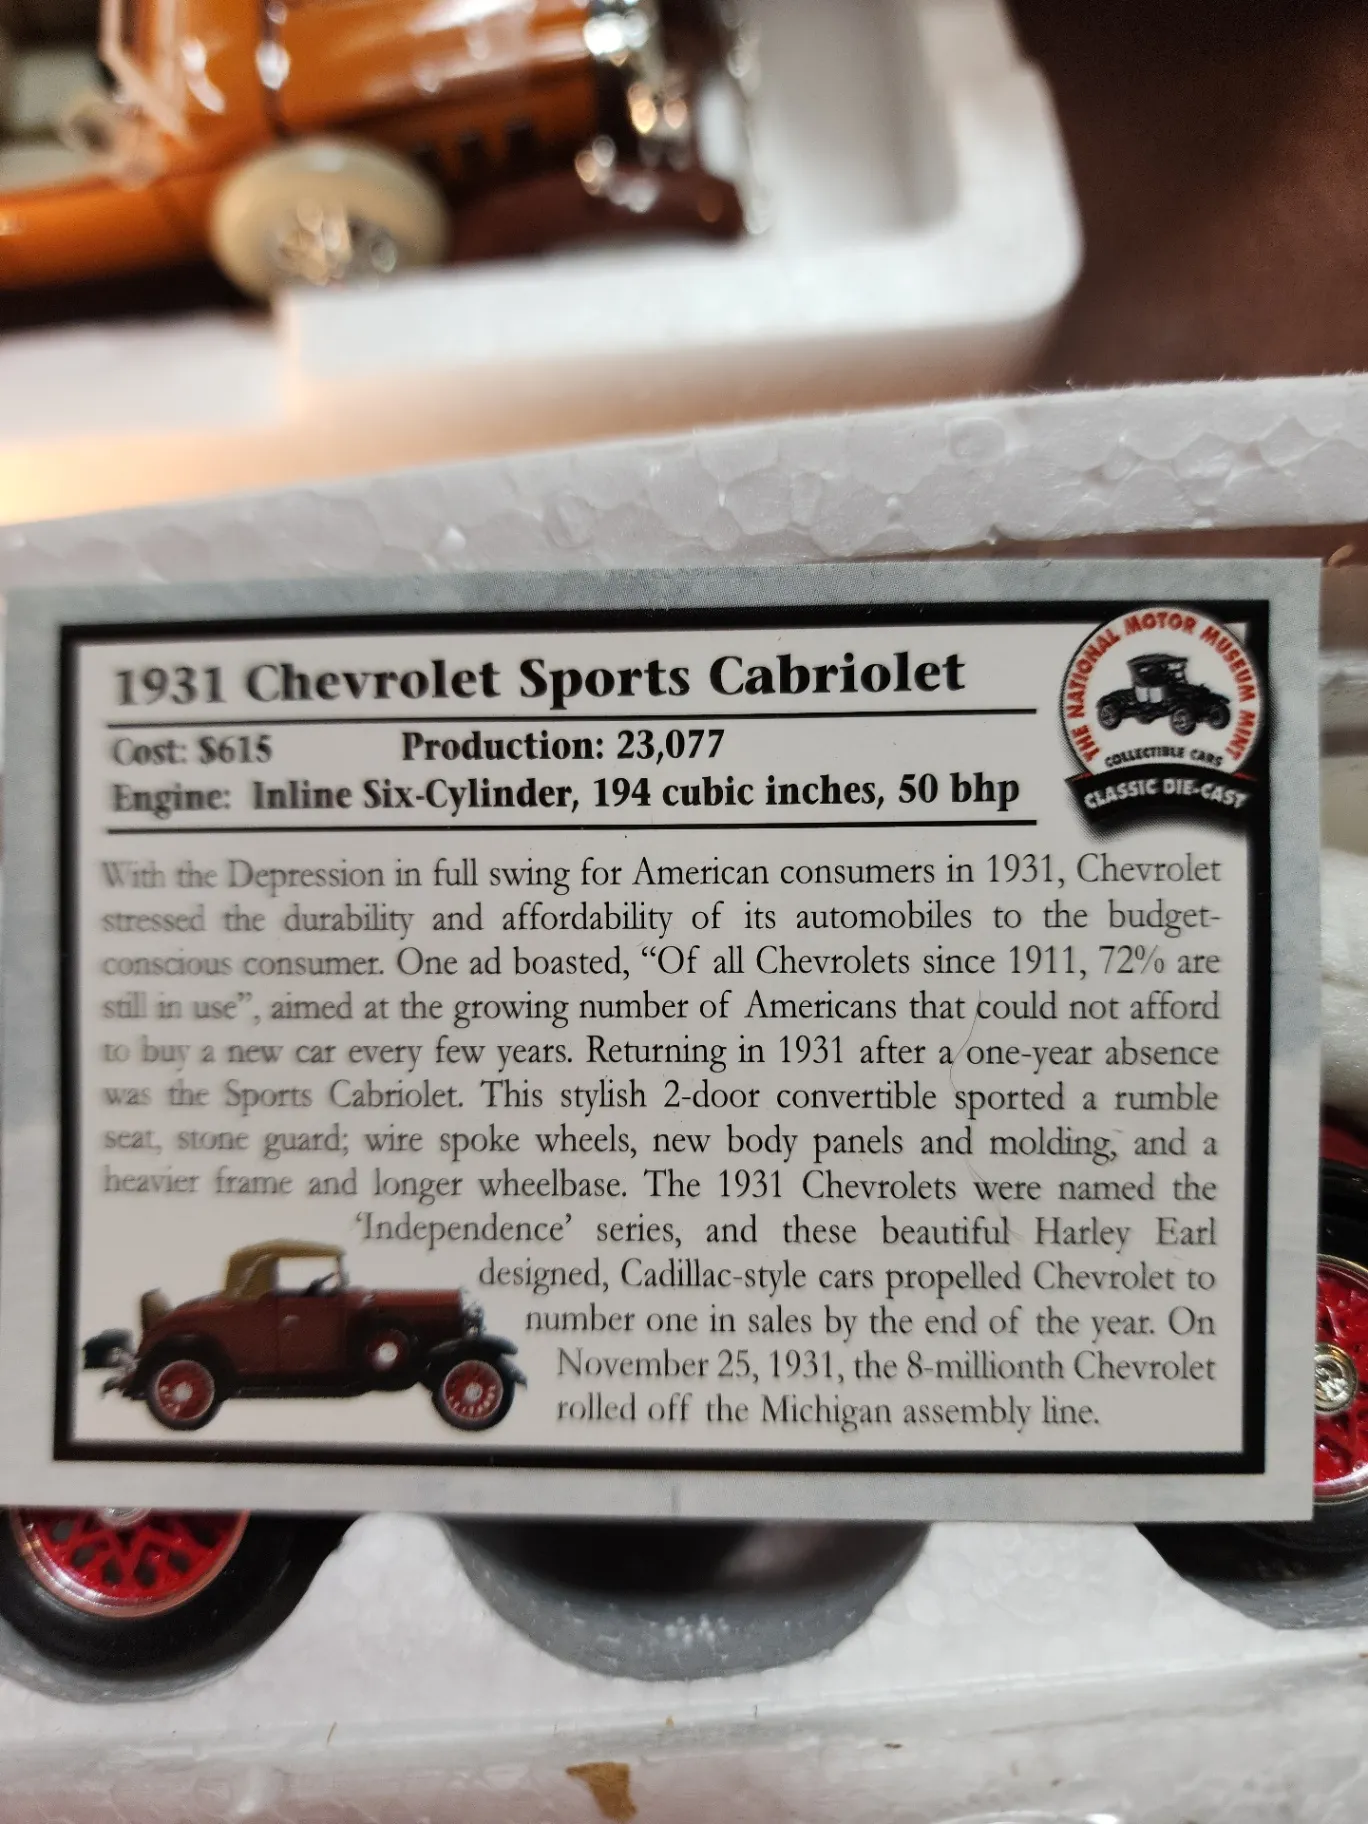 1931 Chevrolet Sports Cabriolet
THE NATIONAL MOTOR MUSEUM MINT
COLLECTIBLE CARS
CLASSIC DIE-CAST
Cost: $615 Production: 23,077
Engine: Inline Six-Cylinder, 194 cubic inches, 50 bhp
With the Depression in full swing for American consumers in 1931, Chevrolet
stressed the durability and affordability of its automobiles to the budget-
conscious consumer. One ad boasted, “Of all Chevrolets since 1911, 72% are
still in use”, aimed at the growing number of Americans that could not afford
to buy a new car every few years. Returning in 1931 after a one-year absence
was the Sports Cabriolet. This stylish 2-door convertible sported a rumble
seat, stone guard; wire spoke wheels, new body panels and molding, and a
heavier frame and longer wheelbase. The 1931 Chevrolets were named the
‘Independence’ series, and these beautiful Harley Earl
designed, Cadillac-style cars propelled Chevrolet to
number one in sales by the end of the year. On
November 25, 1931, the 8-millionth Chevrolet
rolled off the Michigan assembly line.